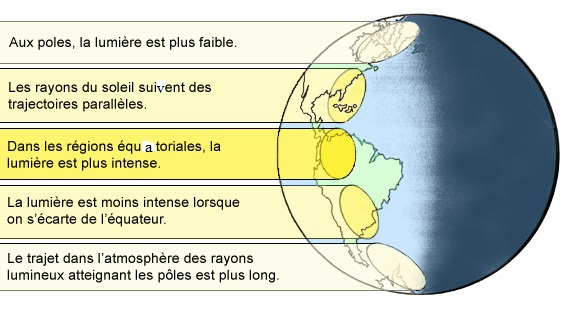 Aux poles, la lumière est plus faible.
Les rayons du soleil suivent des
trajectoires parallèles.
Dans les régions équatoriales, la
lumière est plus intense.
La lumière est moins intense lorsque
on s'écarte de l'équateur.
Le trajet dans l'atmosphère des rayons
lumineux atteignant les pôles est plus long.